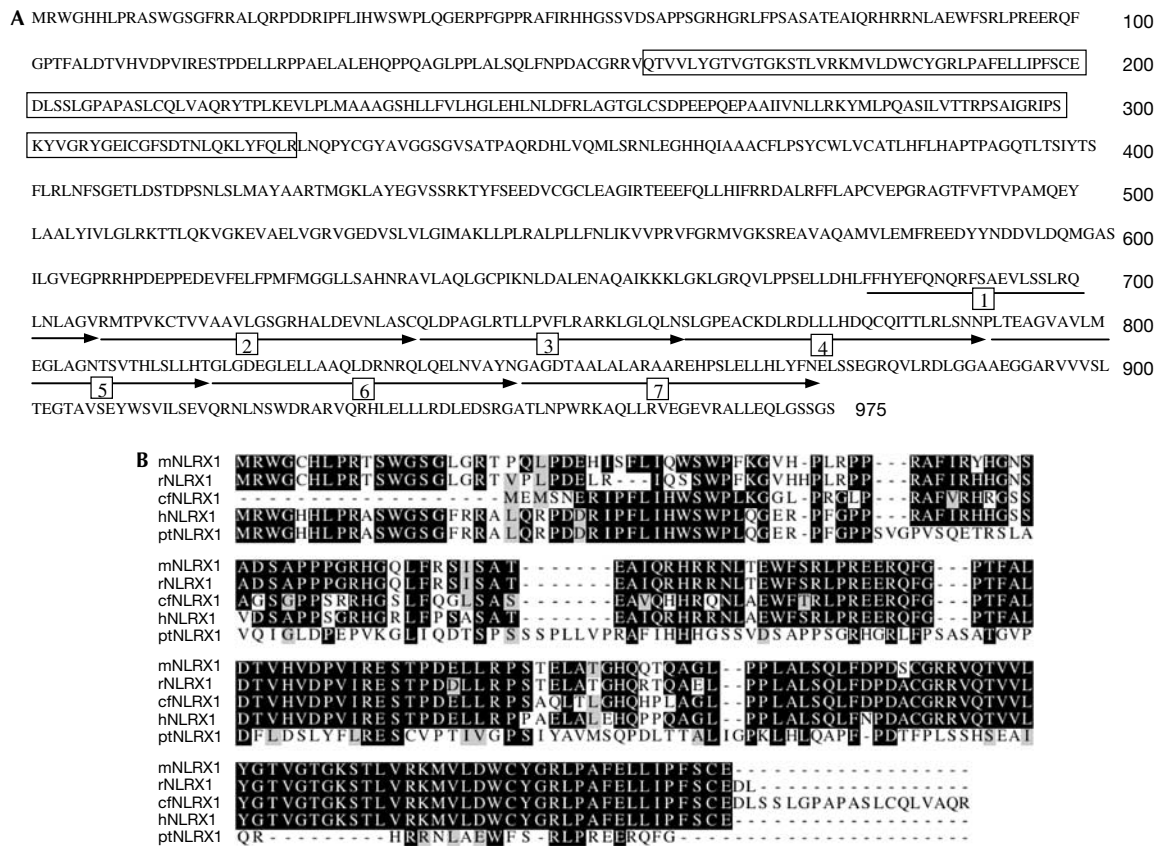 A MRWGHHLPRASWGSGFRRALQRPDDRIPFLIHWSWPLQGERPFGPPRAFIRHHGSSVDSAPPSGRHGRLFPSASATEAIQRHRRNLAEWFSRLPREERQF 100
GPTFALDTVHVDPVIRESTPDELLRPPAELALEHQPPQAGLPPLALSQLFNPDACGRRVQTVVLYGTVGTGKSTLVRKMVLDWCYGRLPAFELLIPFSCE 200
DLSSLGPAPASLCQLVAQRYTPLKEVLPLMAAAGSHLLFVLHGLEHLNLDFRLAGTGLCSDPEEPQEPAAIIVNLLRKYMLPQASILVTTRPSAIGRIPS 300
KYVGRYGEICGFSDTNLQKLYFQLRLNQPYCGYAVGGSGVSATPAQRDHLVQMLSRNLEGHHQIAAACFLPSYCWLVCATLHFLHAPTPAGQTLTSIYTS 400
FLRLNFSGETLDSTDPSNLSLMAYAARTMGKLAYEGVSSRKTYFSEEDVCGCLEAGIRTEEEFQLLHIFRRDALRFFLAPCVEPGRAGTFVFTVPAMQEY 500
LAALYIVLGLRKTTLQKVGKEVAELVGRVGEDVSLVLGIMAKLLPLRALPLLFNLIKVVPRVFGRMVGKSREAVAQAMVLEMFREEDYYNDDVLDQMGAS 600
ILGVEGPRRHPDEPPEDEVFELFPMFMGGLLSAHNRAVLAQLGCPIKNLDALENAQAIKKKLGKLGRQVLPPSELLDHLFFHYEFQNQRFSAEVLSSLRQ 700
1
LNLAGVRMTPVKCTVVAAVLGSGRHALDEVNLASCQLDPAGLRTLLPVFLRARKLGLQLNSLGPEACKDLRDLLLHDQCQITTLRLSNNPLTEAGVAVLM 800
2 3 4
EGLAGNTSVTHLSLLHTGLGDEGLELLAAQLDRNRQLQELNVAYNGAGDTAALALARAAREHPSLELLHLYFNELSSEGRQVLRDLGGAAEGGARVVVSL 900
5 6 7
TEGTAVSEYWSVILSEVQRNLNSWDRARVQRHLELLLRDLEDSRGATLNPWRKAQLLRVEGEVRALLEQLGSSGS 975
B mNLRX1 MRWGCHLPRTSWGSGLGRTPQLPDEHISFLIQWSWPFKGVH-PLRPP---RAFIRYHGNS
rNLRX1 MRWGCHLPRTSWGSGLGRTVPLPDELR---IQSSWPFKGVHHPLRPP---RAFIRHHGNS
cfNLRX1 --------------------MEMSNERIPFLIHWSWPLKGGL-PRGLP---RAFVRHRGSS
hNLRX1 MRWGHHLPRASWGSGFRRALQRPDDRIPFLIHWSWPLQGER-PFGPP---RAFIRHHGSS
ptNLRX1 MRWGHHLPRASWGSGFRRALQRPDDRIPFLIHWSWPLQGER-PFGPPSVGPVSQETRSLA
mNLRX1 ADSAPPPGRHGQLFRSISAT-------EAIQRHRRNLTEWFSRLPREERQFG---PTFAL
rNLRX1 ADSAPPPGRHGQLFRSISAT-------EAIQRHRRNLTEWFSRLPREERQFG---PTFAL
cfNLRX1 AGSGPPSRRHGSLFQGLSAS-------EAVQHHRQNLAEWFTRLPREERQFG---PTFAL
hNLRX1 VDSAPPSGRHGRLFPSASAT-------EAIQRHRRNLAEWFSRLPREERQFG---PTFAL
ptNLRX1 VQIGLDPEPVKGLIQDTSPSSSSPLLVPRAFIHHHGSSVDSAPPSGRHGRLFPSASATGVP
mNLRX1 DTVHVDPVIRESTPDELLRPSTELATGHQQTQAGL--PPLALSQLFDPDSCGRRVQTVVL
rNLRX1 DTVHVDPVIRESTPDDLLRPSTELATGHQRTQAEL--PPLALSQLFDPDACGRRVQTVVL
cfNLRX1 DTVHVDPVIRESTPDELLRPSAQLTLGHQHPLAGL--PPLALSQLFDPDACGRRVQTVVL
hNLRX1 DTVHVDPVIRESTPDELLRPPAELALEHQPPQAGL--PPLALSQLFNPDACGRRVQTVVL
ptNLRX1 DFLDSLYFLRESCVPTIVGPSIYAVMSQPDLTTALIGPKLHLQAPF-PDTFPLSSHSEAI
mNLRX1 YGTVGTGKSTLVRKMVLDWCYGRLPAFELLIPFSCE------------------
rNLRX1 YGTVGTGKSTLVRKMVLDWCYGRLPAFELLIPFSCEDL----------------
cfNLRX1 YGTVGTGKSTLVRKMVLDWCYGRLPAFELLIPFSCEDLSSLGPAPASLCQLVAQR
hNLRX1 YGTVGTGKSTLVRKMVLDWCYGRLPAFELLIPFSCE------------------
ptNLRX1 QR---------HRRNLAEWFS-RLPREERQFG----------------------